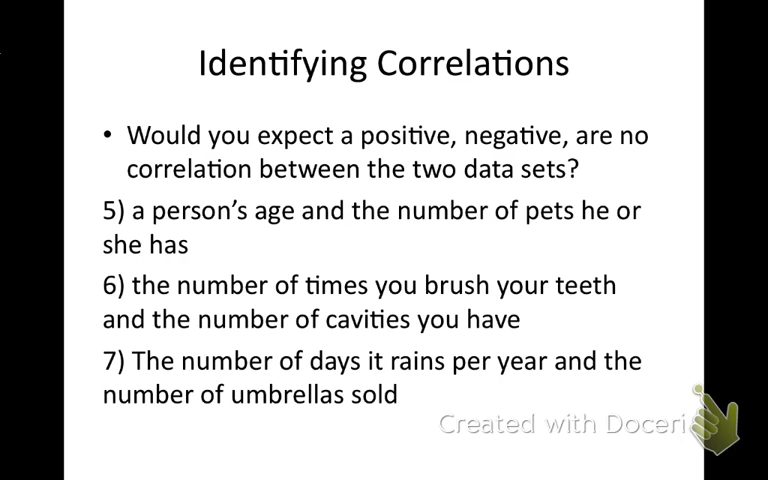 Identifying Correlations
• Would you expect a positive, negative, are no
correlation between the two data sets?
5) a person's age and the number of pets he or
she has
6) the number of times you brush your teeth
and the number of cavities you have
7) The number of days it rains per year and the
number of umbrellas sold
Created with Doceri